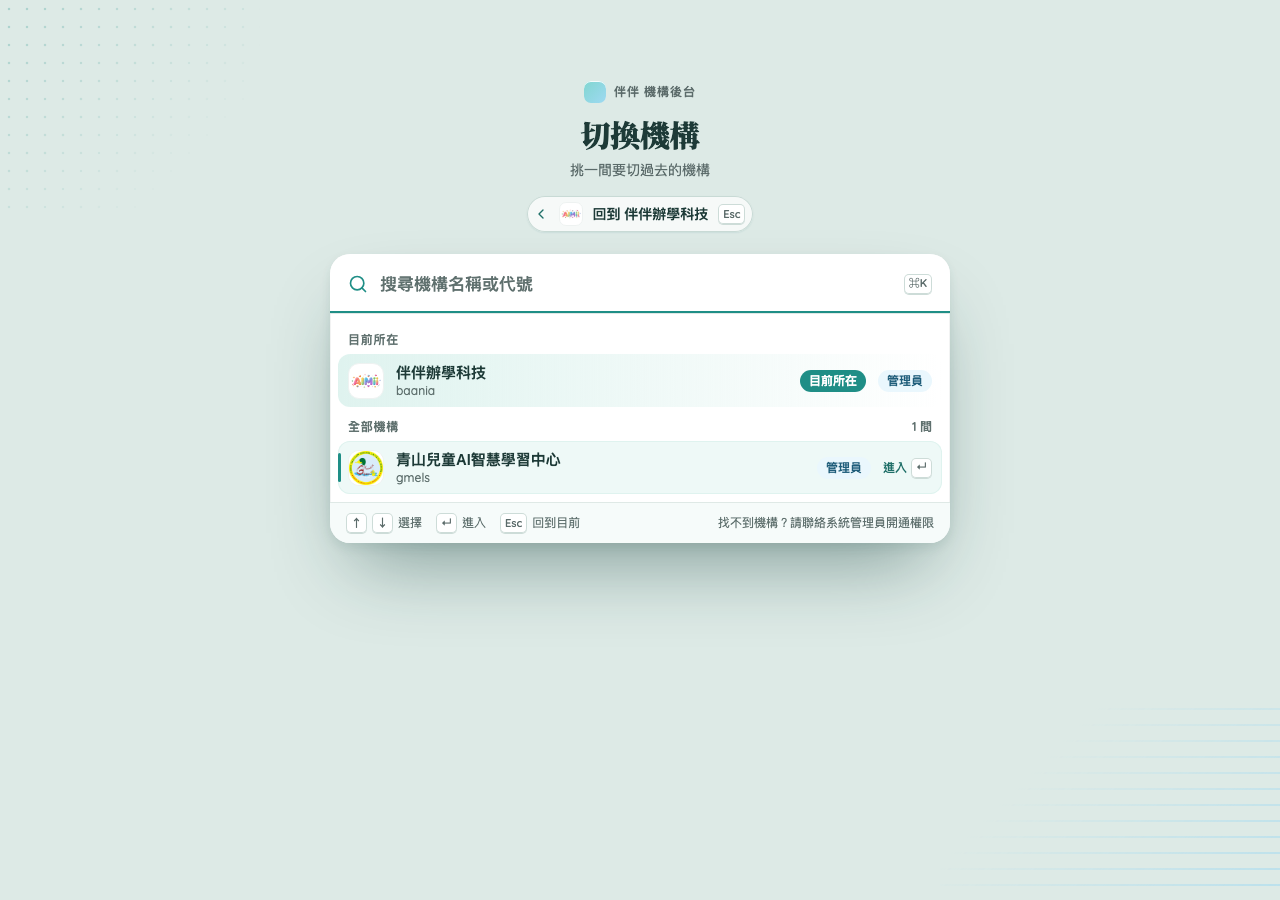 伴伴 機構後台
切換機構
挑一間要切過去的機構
回到 伴伴辦學科技 Esc
搜尋機構名稱或代號 ⌘K
目前所在
伴伴辦學科技
baania
目前所在 管理員
全部機構 1 間
青山兒童AI智慧學習中心
gmels
管理員 進入 ↵
↑ ↓ 選擇 ↵ 進入 Esc 回到目前 找不到機構？請聯絡系統管理員開通權限